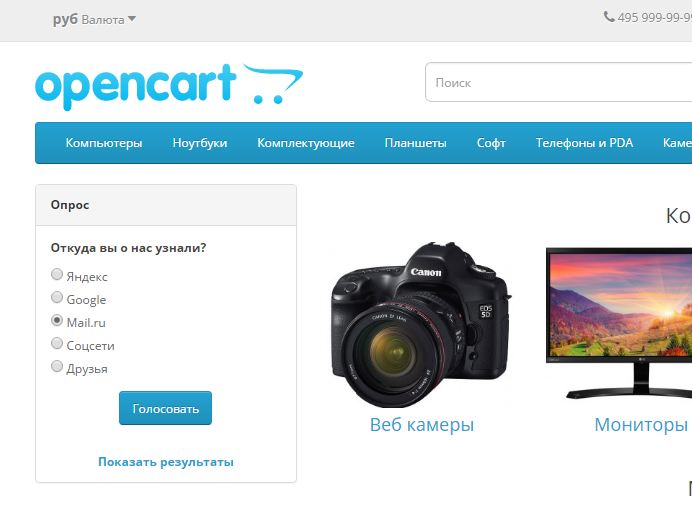 руб Валюта
495 999-99-9
opencart
Поиск
Компьютеры Ноутбуки Комплектующие Планшеты Софт Телефоны и PDA Каме
Опрос
Откуда вы о нас узнали?
Яндекс
Google
Mail.ru
Соцсети
Друзья
Голосовать
Показать результаты
Ко
Canon
EOS
5D
Веб камеры
Мониторы